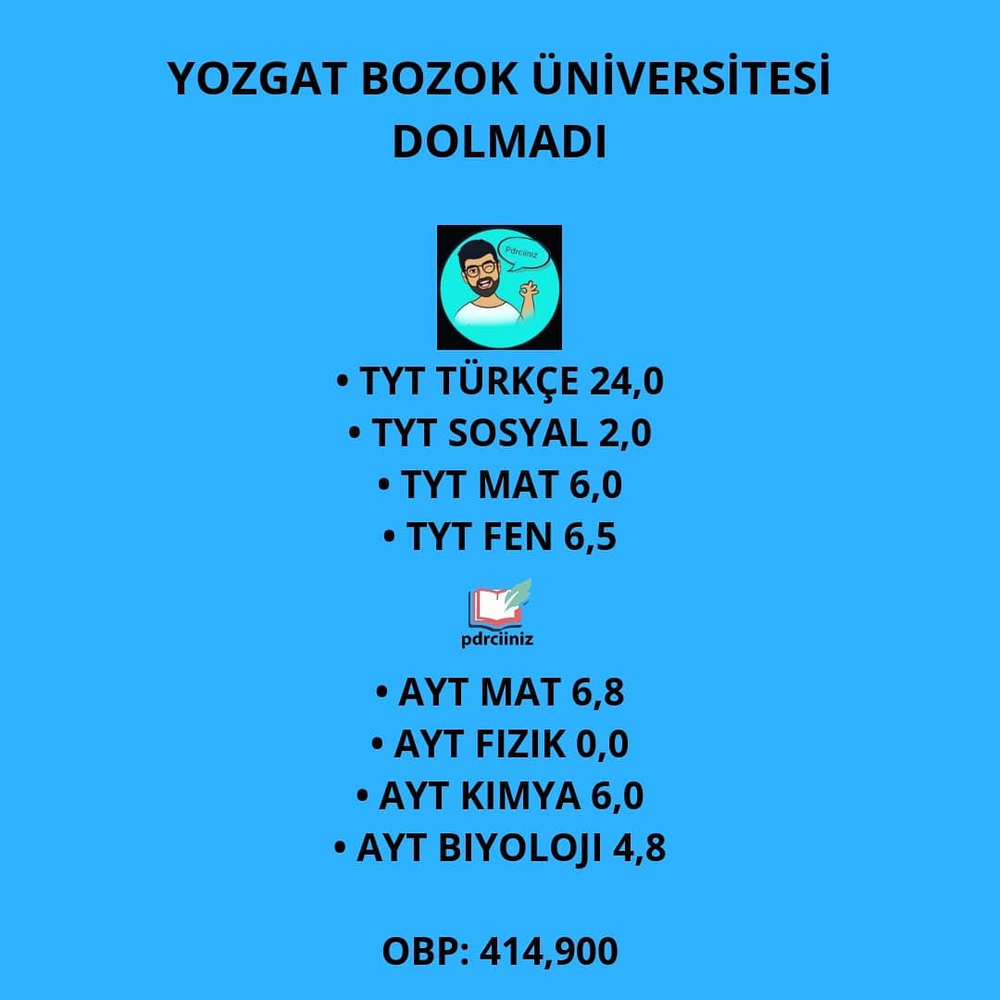 YOZGAT BOZOK ÜNİVERSİTESİ
DOLMADI
Pdrciiniz
• TYT TÜRKÇE 24,0
• TYT SOSYAL 2,0
• TYT MAT 6,0
• TYT FEN 6,5
pdrciiniz
• AYT MAT 6,8
• AYT FIZIK 0,0
• AYT KIMYA 6,0
• AYT BIYOLOJI 4,8
OBP: 414,900